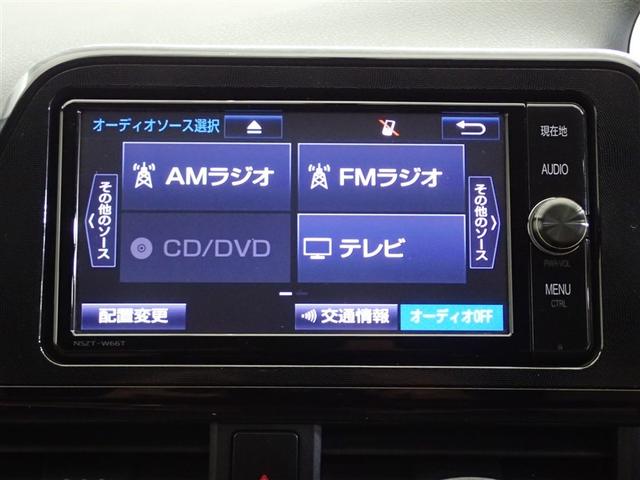 オーディオソース選択
現在地
AMラジオ
FMラジオ
AUDIO
その他のソース
その他のソース
CD/DVD
テレビ
PWR•VOL
MENU
CTRL
配置変更
交通情報
オーディオOFF
NSZT-W66T